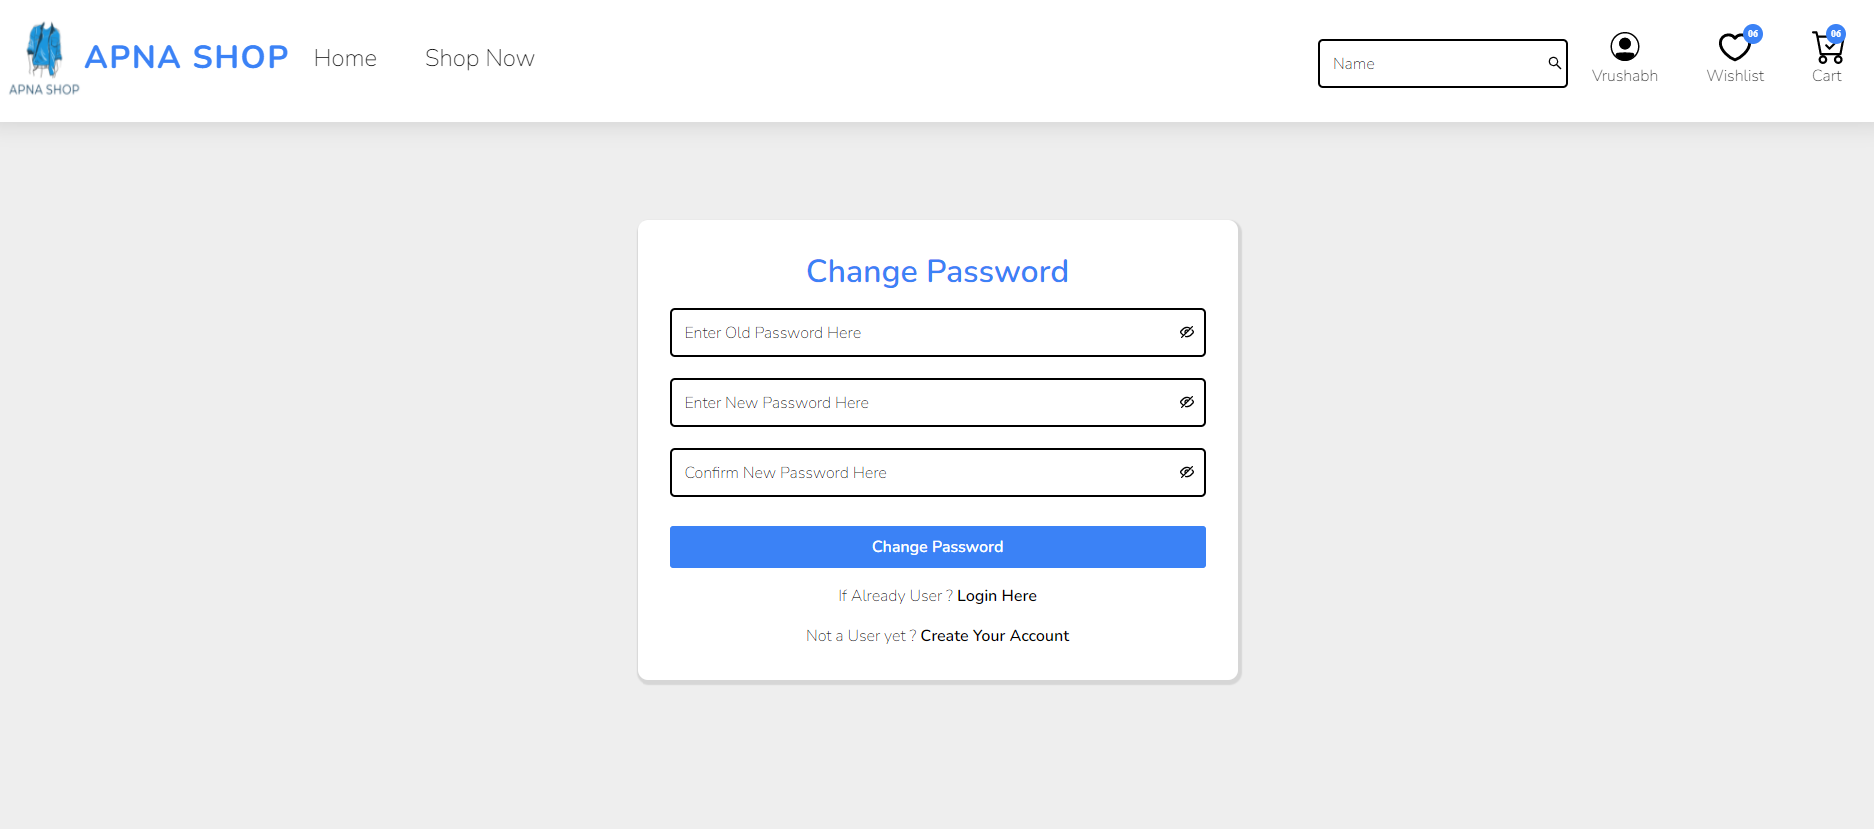 APNA SHOP
APNA SHOP
Home
Shop Now
Name
Vrushabh
06
Wishlist
06
Cart
Change Password
Enter Old Password Here
Enter New Password Here
Confirm New Password Here
Change Password
If Already User ? Login Here
Not a User yet ? Create Your Account